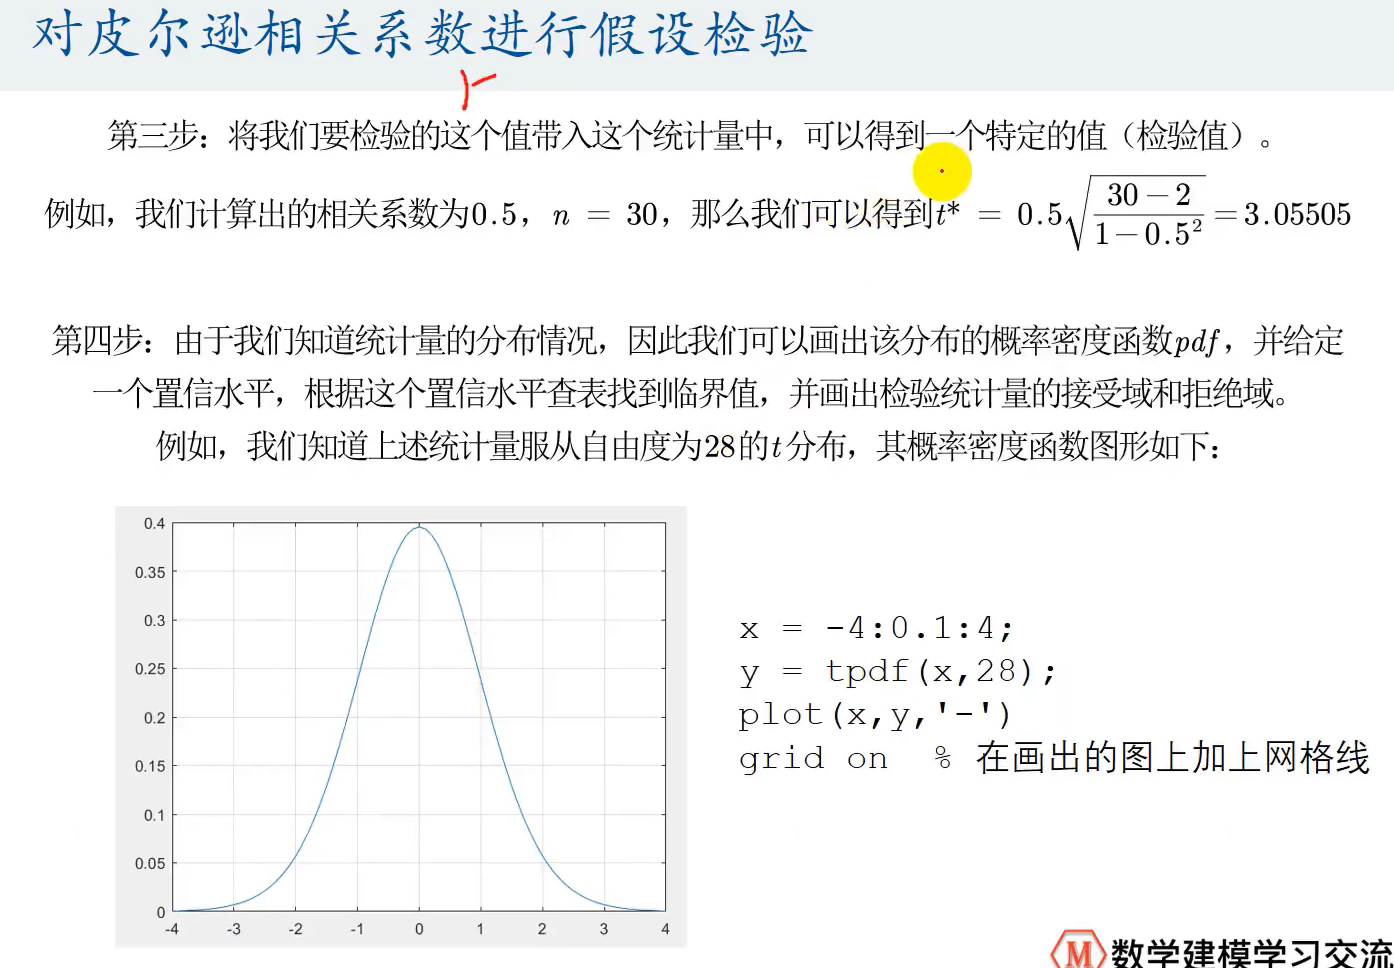 对皮尔逊相关系数进行假设检验
r
第三步：将我们要检验的这个值带入这个统计量中，可以得到一个特定的值（检验值）。
例如，我们计算出的相关系数为0.5，n = 30，那么我们可以得到t* = 0.5√((30−2)/(1−0.5²)) = 3.05505
第四步：由于我们知道统计量的分布情况，因此我们可以画出该分布的概率密度函数pdf，并给定
一个置信水平，根据这个置信水平查表找到临界值，并画出检验统计量的接受域和拒绝域。
例如，我们知道上述统计量服从自由度为28的t分布，其概率密度函数图形如下：
0.4
0.35
0.3
0.25
0.2
0.15
0.1
0.05
0
-4 -3 -2 -1 0 1 2 3 4
x = -4:0.1:4;
y = tpdf(x,28);
plot(x,y,'-')
grid on % 在画出的图上加上网格线
M 数学建模学习交流